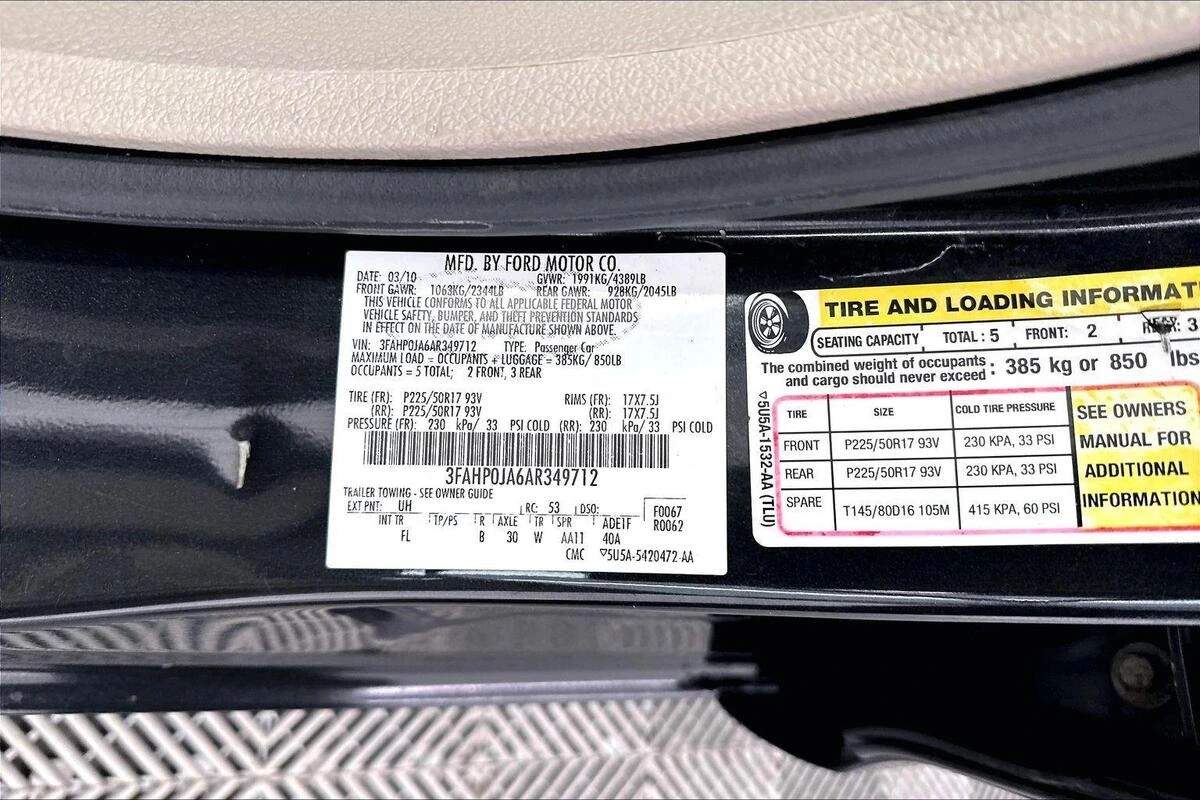 MFD. BY FORD MOTOR CO.
DATE: 03/10 GVWR: 1991KG/4389LB
FRONT GAWR: 1063KG/2344LB REAR GAWR: 928KG/2045LB
THIS VEHICLE CONFORMS TO ALL APPLICABLE FEDERAL MOTOR
VEHICLE SAFETY, BUMPER, AND THEFT PREVENTION STANDARDS
IN EFFECT ON THE DATE OF MANUFACTURE SHOWN ABOVE.
VIN: 3FAHP0JA6AR349712 TYPE: Passenger Car
MAXIMUM LOAD = OCCUPANTS + LUGGAGE = 385KG/ 850LB
OCCUPANTS = 5 TOTAL; 2 FRONT, 3 REAR
TIRE (FR): P225/50R17 93V RIMS (FR): 17X7.5J
(RR): P225/50R17 93V (RR): 17X7.5J
PRESSURE (FR): 230 kPa/ 33 PSI COLD (RR): 230 kPa/ 33 PSI COLD
3FAHP0JA6AR349712
TRAILER TOWING - SEE OWNER GUIDE
EXT PNT: UH RC: 53 DSO: F0067
INT TR TP/PS R AXLE TR SPR ADE1F R0062
FL B 30 W AA11 40A
CMC ▽5U5A-5420472-AA
TIRE AND LOADING INFORMAT
SEATING CAPACITY TOTAL : 5 FRONT: 2 REAR: 3
The combined weight of occupants
and cargo should never exceed : 385 kg or 850 lbs
TIRE SIZE COLD TIRE PRESSURE
FRONT P225/50R17 93V 230 KPA, 33 PSI
REAR P225/50R17 93V 230 KPA, 33 PSI
SPARE T145/80D16 105M 415 KPA, 60 PSI
SEE OWNERS
MANUAL FOR
ADDITIONAL
INFORMATION
▽5U5A-1532-AA (TLU)